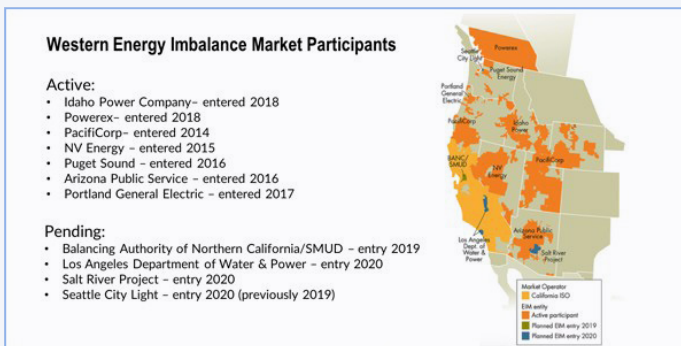 Western Energy Imbalance Market Participants
Active:
• Idaho Power Company– entered 2018
• Powerex– entered 2018
• PacifiCorp– entered 2014
• NV Energy – entered 2015
• Puget Sound – entered 2016
• Arizona Public Service – entered 2016
• Portland General Electric – entered 2017
Pending:
• Balancing Authority of Northern California/SMUD – entry 2019
• Los Angeles Department of Water & Power – entry 2020
• Salt River Project – entry 2020
• Seattle City Light – entry 2020 (previously 2019)
Seattle
City Light
Powerex
Puget Sound
Energy
Portland
General
Electric
PacifiCorp
Idaho
Power
PacifiCorp
BANC/
SMUD
NV
Energy
Los Angeles
Dept. of
Water &
Power
Arizona Public
Service
Salt River
Project
Market Operator
California ISO
EIM entity
Active participant
Planned EIM entry 2019
Planned EIM entry 2020